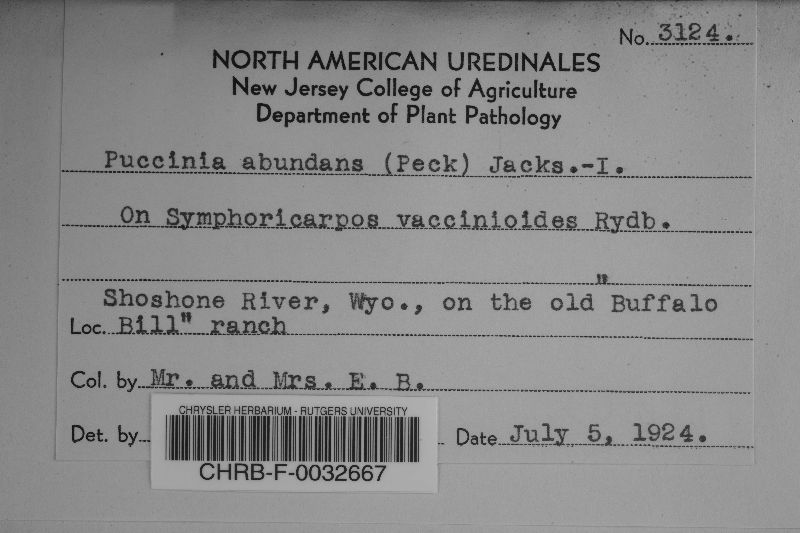 No. 3124.
NORTH AMERICAN UREDINALES
New Jersey College of Agriculture
Department of Plant Pathology
Puccinia abundans (Peck) Jacks.-I.
On Symphoricarpos vaccinioides Rydb.
Shoshone River, Wyo., on the old "Buffalo
Loc. Bill" ranch
Col. by Mr. and Mrs. E. B.
Det. by
Date July 5, 1924.
CHRYSLER HERBARIUM - RUTGERS UNIVERSITY
CHRB-F-0032667